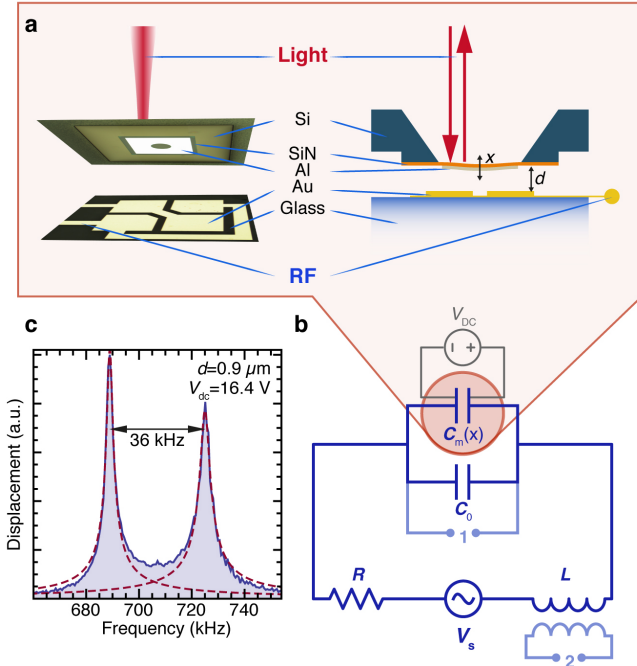 a
Light
Si
SiN
Al
Au
Glass
RF
x
d
c
d=0.9 μm
V_dc=16.4 V
36 kHz
Displacement (a.u.)
680
700
720
740
Frequency (kHz)
b
V_DC
C_m(x)
C_0
1
R
V_s
L
2